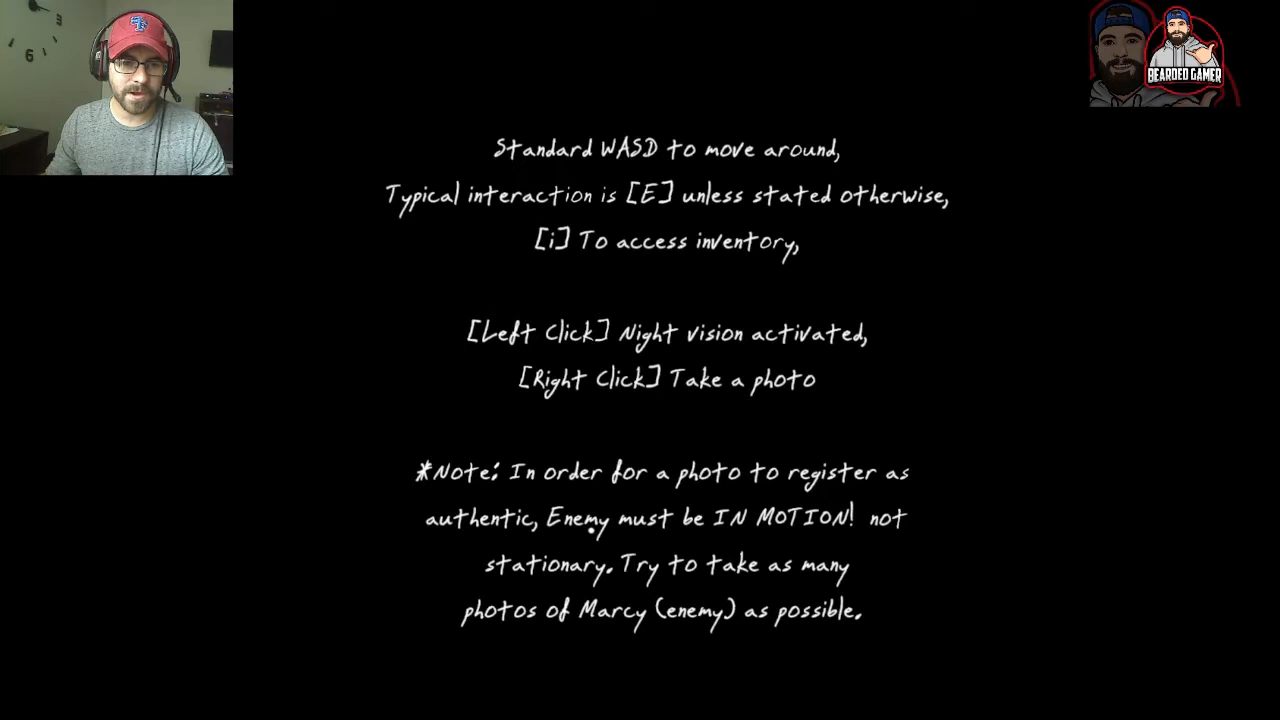 6
BEARDED GAMER
Standard WASD to move around,
Typical interaction is [E] unless stated otherwise,
[i] To access inventory,
[Left Click] Night vision activated,
[Right Click] Take a photo
*Note: In order for a photo to register as
authentic, Enemy must be IN MOTION! not
stationary. Try to take as many
photos of Marcy (enemy) as possible.